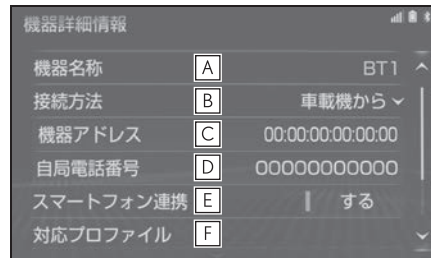 機器詳細情報
機器名称 A BT1
接続方法 B 車載機から
機器アドレス C 00:00:00:00:00:00
自局電話番号 D 00000000000
スマートフォン連携 E する
対応プロファイル F